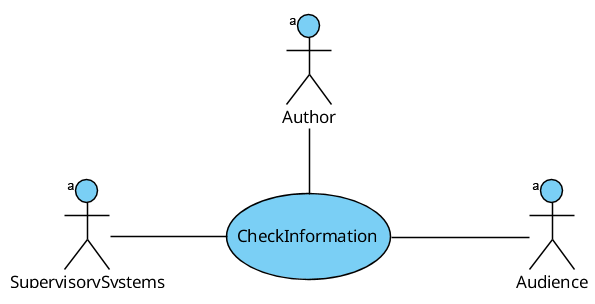 a
Author
a
a
CheckInformation
SupervisorySystems
Audience